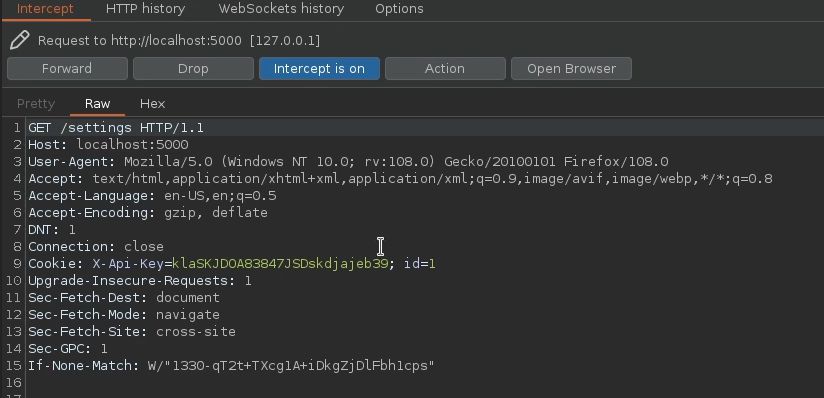 Intercept HTTP history WebSockets history Options
Request to http://localhost:5000 [127.0.0.1]
Forward Drop Intercept is on Action Open Browser
Pretty Raw Hex
1 GET /settings HTTP/1.1
2 Host: localhost:5000
3 User-Agent: Mozilla/5.0 (Windows NT 10.0; rv:108.0) Gecko/20100101 Firefox/108.0
4 Accept: text/html,application/xhtml+xml,application/xml;q=0.9,image/avif,image/webp,*/*;q=0.8
5 Accept-Language: en-US,en;q=0.5
6 Accept-Encoding: gzip, deflate
7 DNT: 1
8 Connection: close
9 Cookie: X-Api-Key=klaSKJDOA83847JSDskdjajeb39; id=1
10 Upgrade-Insecure-Requests: 1
11 Sec-Fetch-Dest: document
12 Sec-Fetch-Mode: navigate
13 Sec-Fetch-Site: cross-site
14 Sec-GPC: 1
15 If-None-Match: W/"1330-qT2t+TXcg1A+iDkgZjDlFbh1cps"
16
17